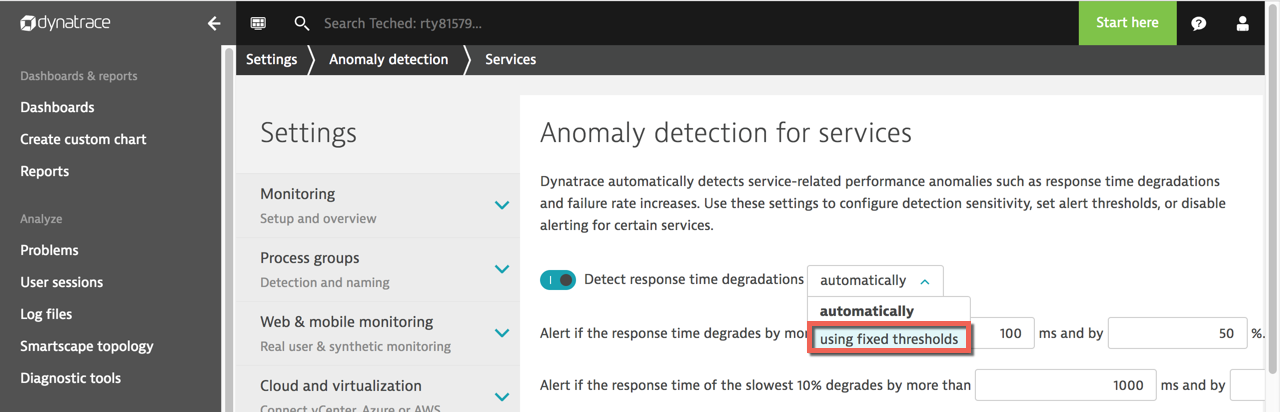 dynatrace
Search Teched: rty81579...
Start here
Settings
Anomaly detection
Services
Dashboards & reports
Dashboards
Create custom chart
Reports
Analyze
Problems
User sessions
Log files
Smartscape topology
Diagnostic tools
Settings
Monitoring
Setup and overview
Process groups
Detection and naming
Web & mobile monitoring
Real user & synthetic monitoring
Cloud and virtualization
Connect vCenter, Azure or AWS
Anomaly detection for services
Dynatrace automatically detects service-related performance anomalies such as response time degradations
and failure rate increases. Use these settings to configure detection sensitivity, set alert thresholds, or disable
alerting for certain services.
Detect response time degradations automatically
automatically
using fixed thresholds
Alert if the response time degrades by mor 100 ms and by 50 %.
Alert if the response time of the slowest 10% degrades by more than 1000 ms and by